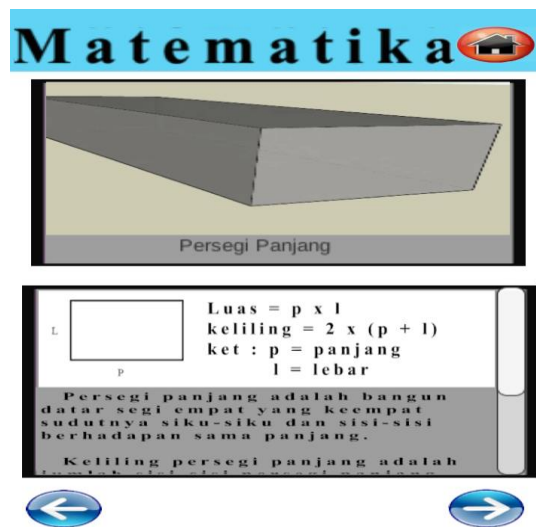 Matematika
Persegi Panjang
Luas = p x l
keliling = 2 x (p + l)
ket : p = panjang
l = lebar
L
P
Persegi panjang adalah bangun
datar segi empat yang keempat
sudutnya siku-siku dan sisi-sisi
berhadapan sama panjang.
Keliling persegi panjang adalah